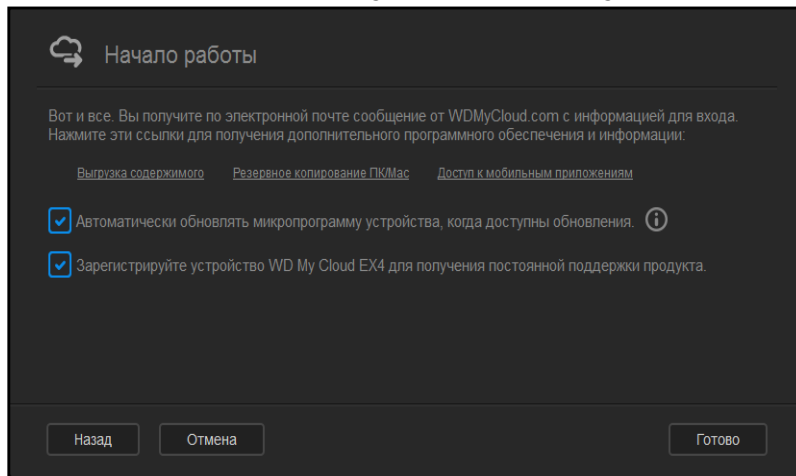 Начало работы
Вот и все. Вы получите по электронной почте сообщение от WDMyCloud.com с информацией для входа.
Нажмите эти ссылки для получения дополнительного программного обеспечения и информации:
Выгрузка содержимого Резервное копирование ПК/Mac Доступ к мобильным приложениям
Автоматически обновлять микропрограмму устройства, когда доступны обновления.
Зарегистрируйте устройство WD My Cloud EX4 для получения постоянной поддержки продукта.
Назад Отмена Готово